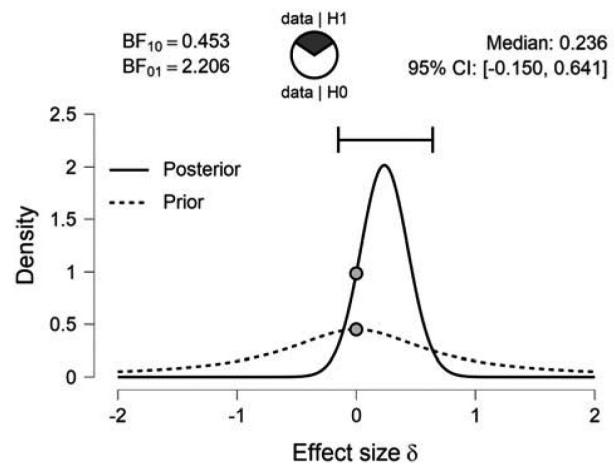 data | H1
BF₁₀ = 0.453
BF₀₁ = 2.206
data | H0
Median: 0.236
95% CI: [-0.150, 0.641]
2.5
2
1.5
1
0.5
0
Density
Posterior
Prior
-2
-1
0
1
2
Effect size δ